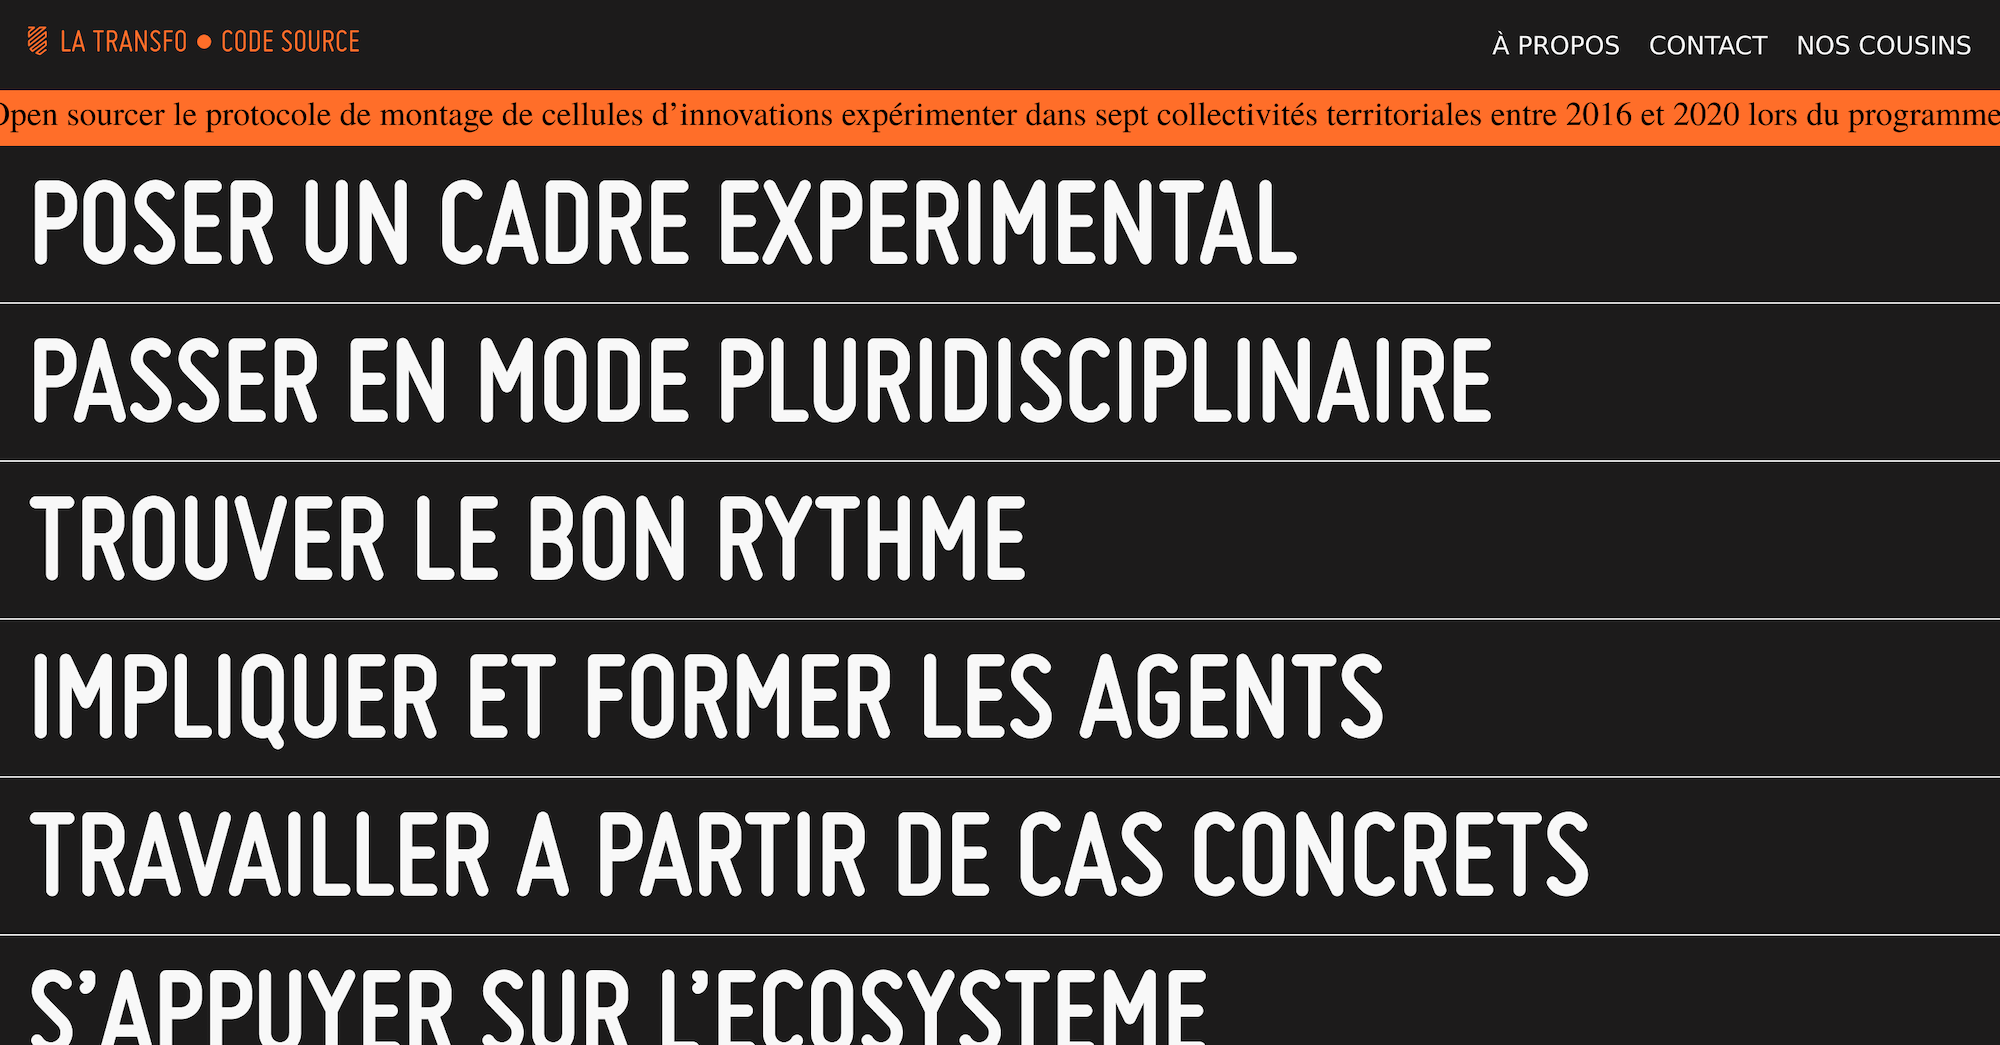 LA TRANSFO ● CODE SOURCE
À PROPOS CONTACT NOS COUSINS
Open sourcer le protocole de montage de cellules d’innovations expérimenter dans sept collectivités territoriales entre 2016 et 2020 lors du programme
POSER UN CADRE EXPERIMENTAL
PASSER EN MODE PLURIDISCIPLINAIRE
TROUVER LE BON RYTHME
IMPLIQUER ET FORMER LES AGENTS
TRAVAILLER A PARTIR DE CAS CONCRETS
S’APPUYER SUR L’ECOSYSTEME